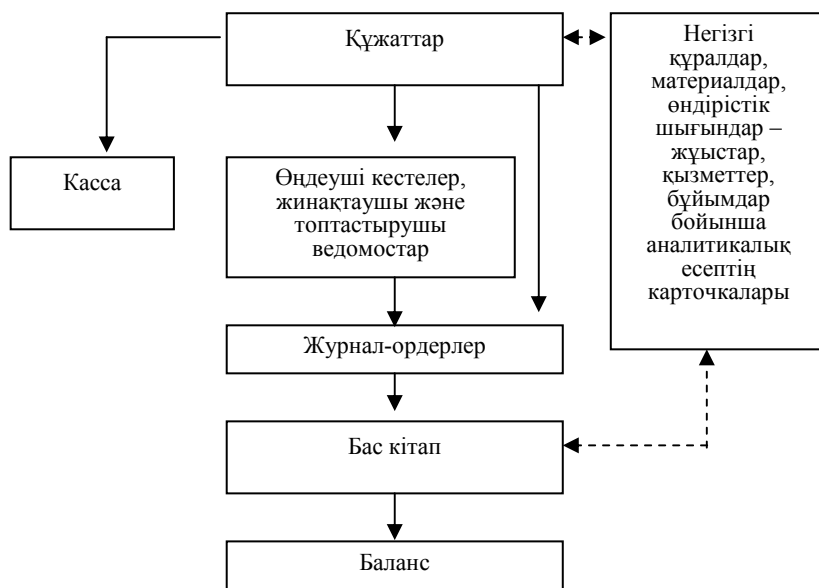 Құжаттар
Негізгі
құралдар,
материалдар,
өндірістік
шығындар –
жұыстар,
қызметтер,
бұйымдар
бойынша
аналитикалық
есептің
карточкалары
Касса
Өңдеуші кестелер,
жинақтаушы және
топтастырушы
ведомостар
Журнал-ордерлер
Бас кітап
Баланс